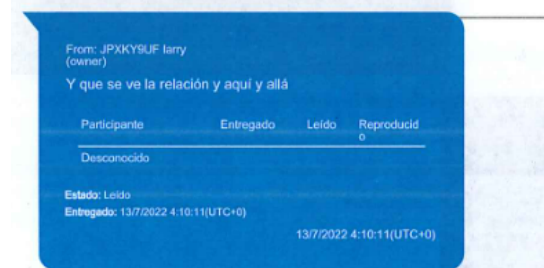 From: JPXKY9UF larry
(owner)
Y que se ve la relación y aquí y allá
Participante Entregado Leído Reproducid
o
Desconocido
Estado: Leído
Entregado: 13/7/2022 4:10:11(UTC+0)
13/7/2022 4:10:11(UTC+0)